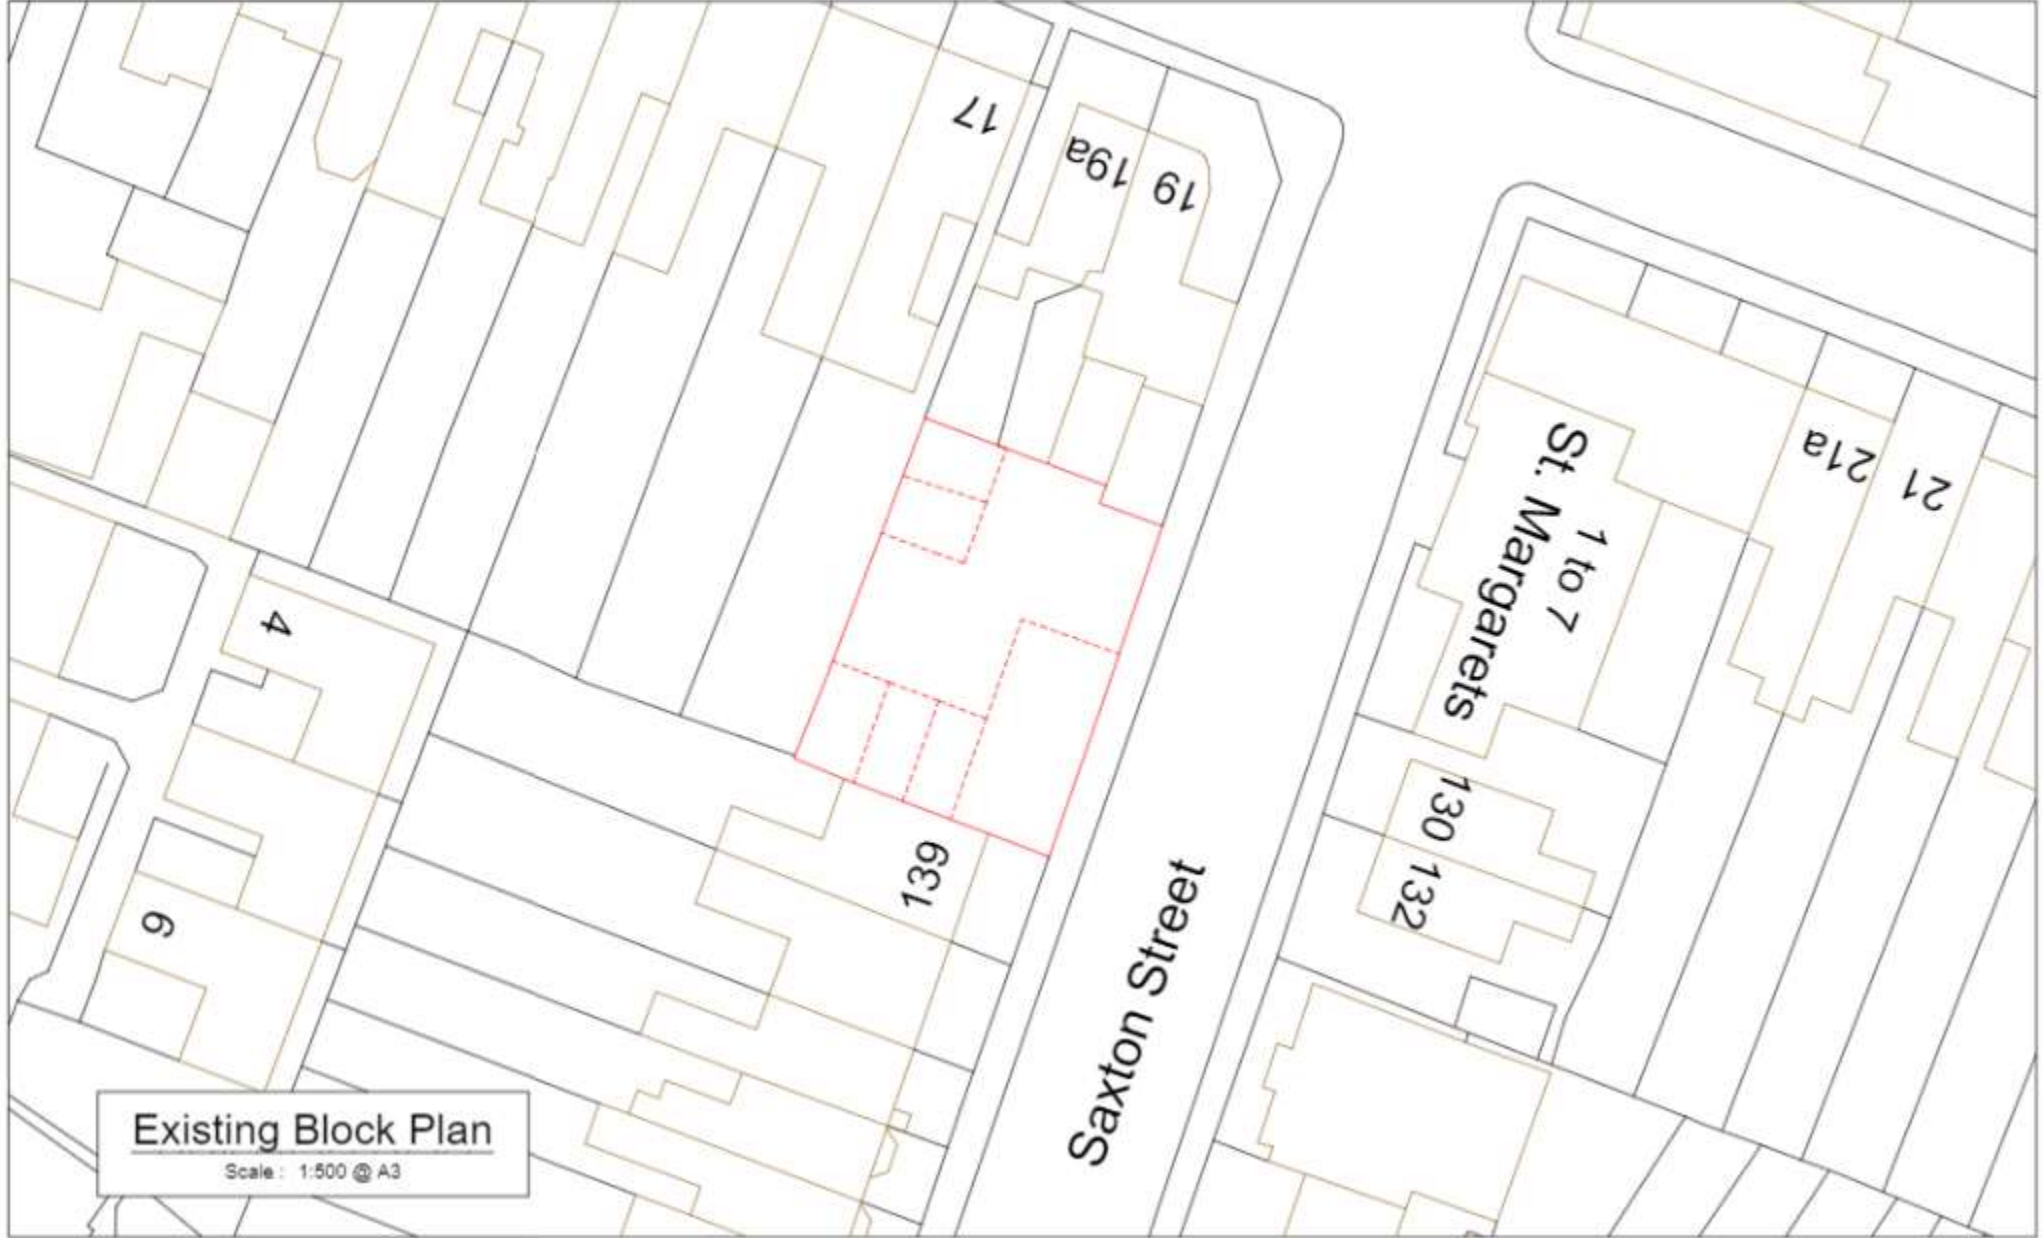 17
19a
19
St. Margarets
1 to 7
21a
21
4
130
132
139
6
Saxton Street
Existing Block Plan
Scale : 1:500 @ A3